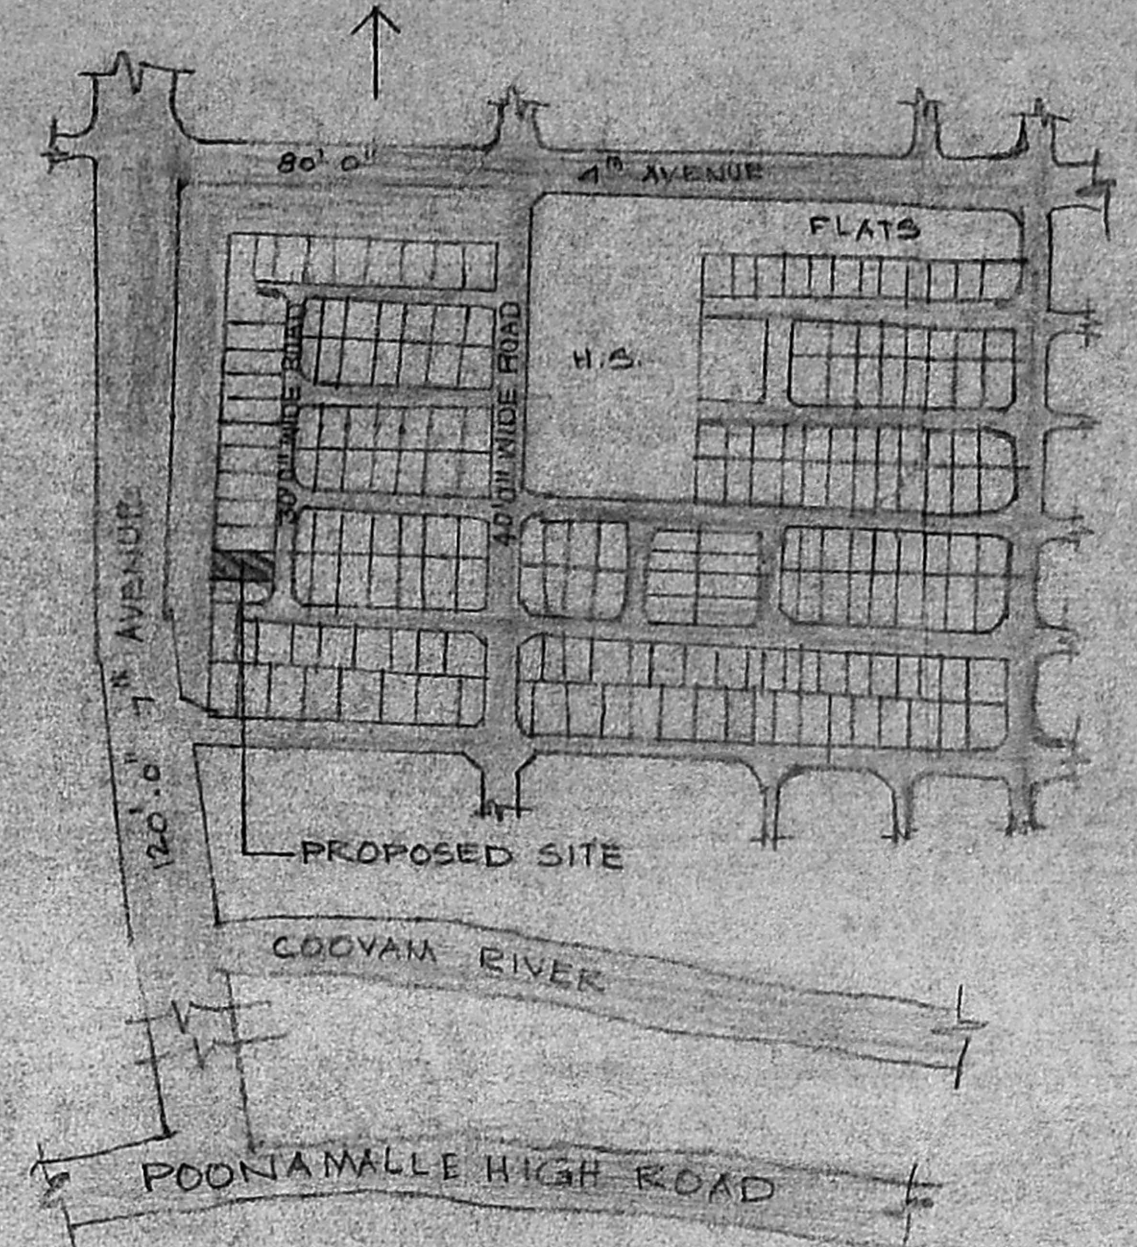 80' 0"
4TH AVENUE
FLATS
H.S.
30'0" WIDE ROAD
40'0" WIDE ROAD
120'.0" 7TH AVENUE
PROPOSED SITE
COOVAM RIVER
POONAMALLE HIGH ROAD